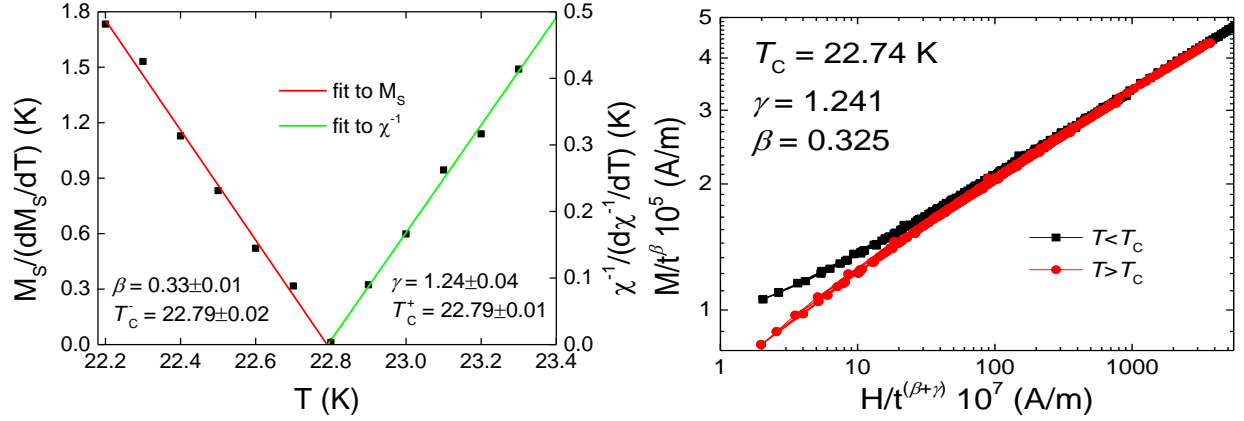 1.8
1.5
1.2
0.9
0.6
0.3
0.0
M_S/(dM_S/dT) (K)
fit to M_S
fit to χ⁻¹
β = 0.33±0.01
T_C^- = 22.79±0.02
γ = 1.24±0.04
T_C^+ = 22.79±0.01
22.2 22.4 22.6 22.8 23.0 23.2 23.4
T (K)
0.5
0.4
0.3
0.2
0.1
0.0
χ⁻¹/(dχ⁻¹/dT) (K)
5
4
3
2
1
M/t^β 10⁵ (A/m)
T_C = 22.74 K
γ = 1.241
β = 0.325
T<T_C
T>T_C
1 10 100 1000
H/t^(β+γ) 10⁷ (A/m)